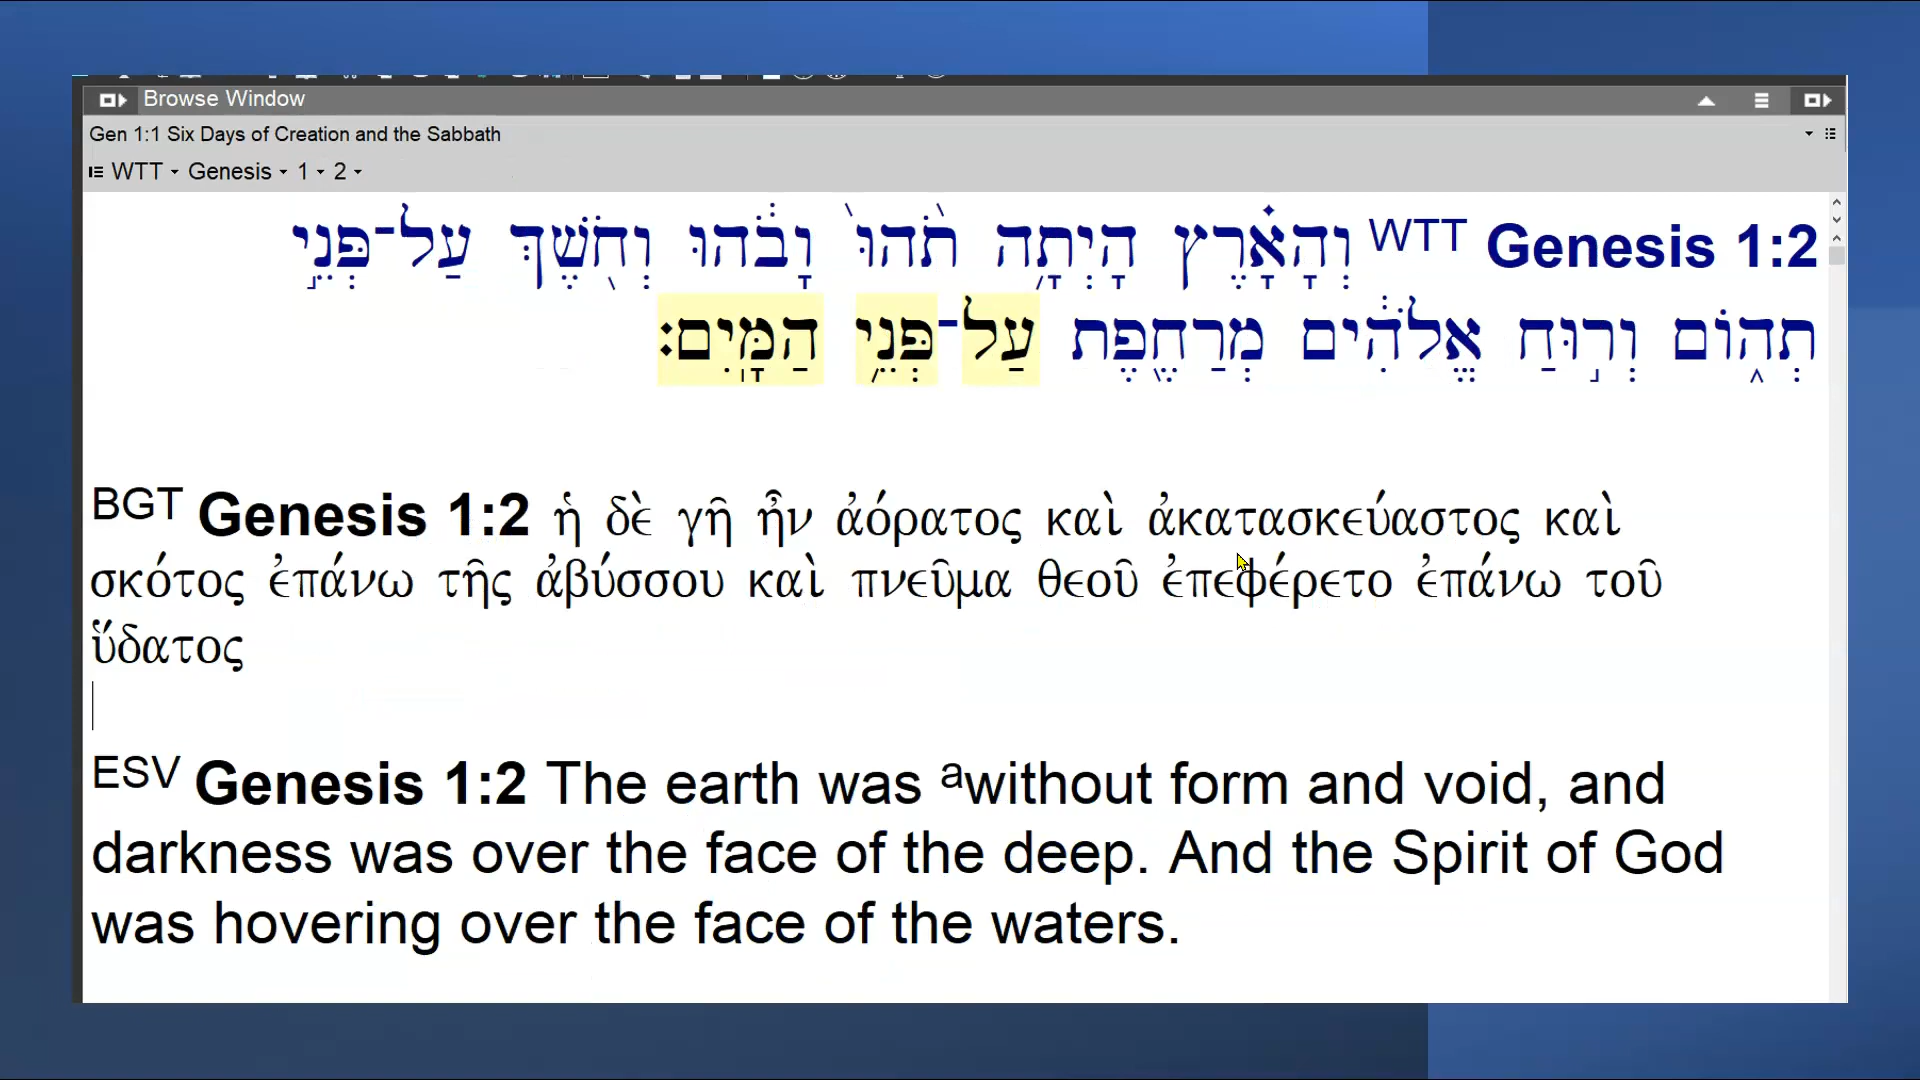 Browse Window
Gen 1:1 Six Days of Creation and the Sabbath
WTT Genesis 1 2
WTT Genesis 1:2 וְהָאָ֗רֶץ הָיְתָ֥ה תֹ֙הוּ֙ וָבֹ֔הוּ וְחֹ֖שֶׁךְ עַל־פְּנֵ֣י
תְה֑וֹם וְר֣וּחַ אֱלֹהִ֔ים מְרַחֶ֖פֶת עַל־פְּנֵ֥י הַמָּֽיִם׃
BGT Genesis 1:2 ἡ δὲ γῆ ἦν ἀόρατος καὶ ἀκατασκεύαστος καὶ
σκότος ἐπάνω τῆς ἀβύσσου καὶ πνεῦμα θεοῦ ἐπεφέρετο ἐπάνω τοῦ
ὕδατος
ESV Genesis 1:2 The earth was ᵃwithout form and void, and
darkness was over the face of the deep. And the Spirit of God
was hovering over the face of the waters.